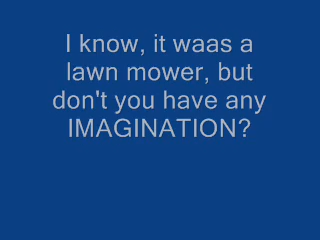 I know, it waas a
lawn mower, but
don't you have any
IMAGINATION?